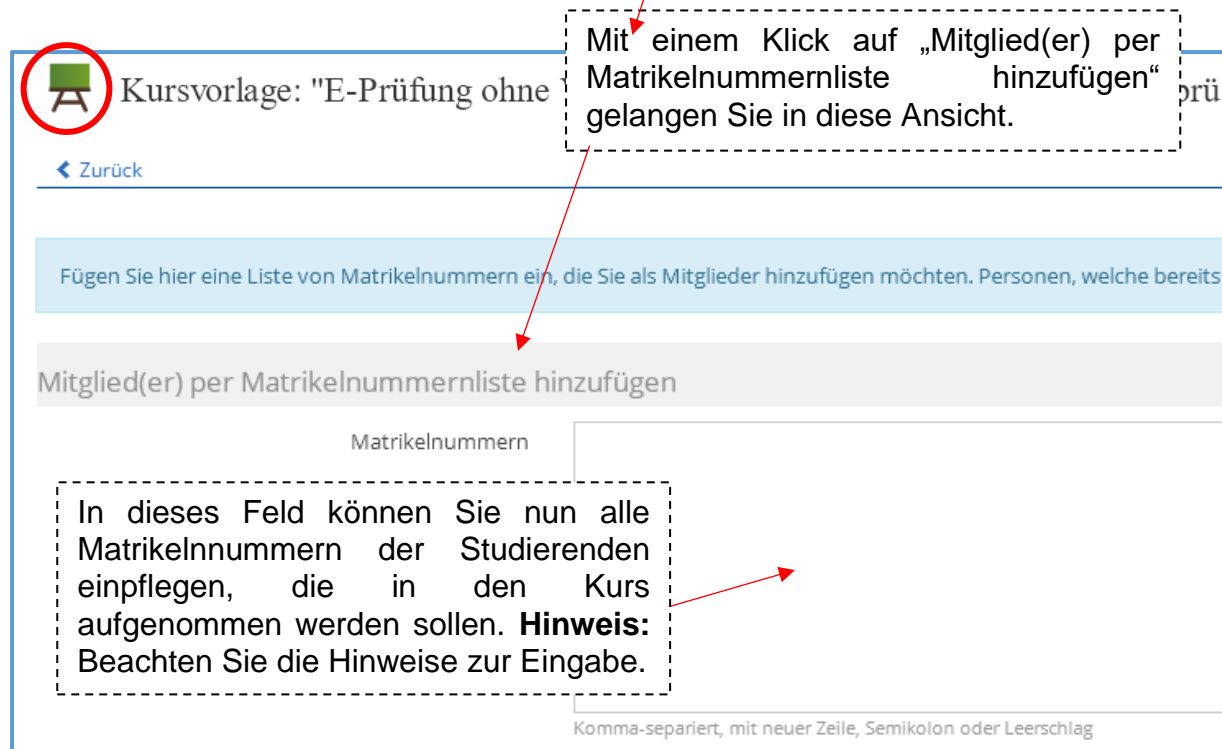 Mit einem Klick auf „Mitglied(er) per
Matrikelnummernliste hinzufügen“
gelangen Sie in diese Ansicht.
Kursvorlage: "E-Prüfung ohne
Zurück
Fügen Sie hier eine Liste von Matrikelnummern ein, die Sie als Mitglieder hinzufügen möchten. Personen, welche bereits
Mitglied(er) per Matrikelnummernliste hinzufügen
Matrikelnummern
In dieses Feld können Sie nun alle
Matrikelnnummern der Studierenden
einpflegen, die in den Kurs
aufgenommen werden sollen. Hinweis:
Beachten Sie die Hinweise zur Eingabe.
Komma-separiert, mit neuer Zeile, Semikolon oder Leerschlag